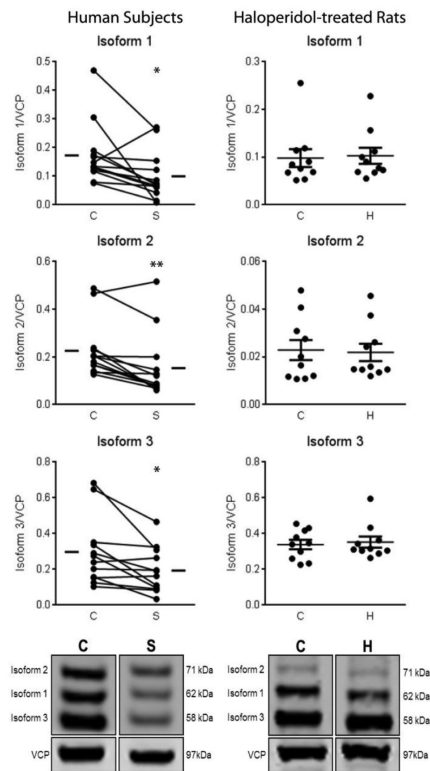 Human Subjects
Haloperidol-treated Rats
Isoform 1
Isoform 1
Isoform 1/VCP
0.5
0.4
0.3
0.2
0.1
0.0
*
C
S
Isoform 1/VCP
0.3
0.2
0.1
0.0
C
H
Isoform 2
Isoform 2
Isoform 2/VCP
0.6
0.4
0.2
0.0
**
C
S
Isoform 2/VCP
0.06
0.04
0.02
0.00
C
H
Isoform 3
Isoform 3
Isoform 3/VCP
0.8
0.6
0.4
0.2
0.0
*
C
S
Isoform 3/VCP
0.8
0.6
0.4
0.2
0.0
C
H
C S
Isoform 2 71 kDa
Isoform 1 62 kDa
Isoform 3 58 kDa
VCP 97kDa
C H
Isoform 2 71 kDa
Isoform 1 62 kDa
Isoform 3 58 kDa
VCP 97kDa